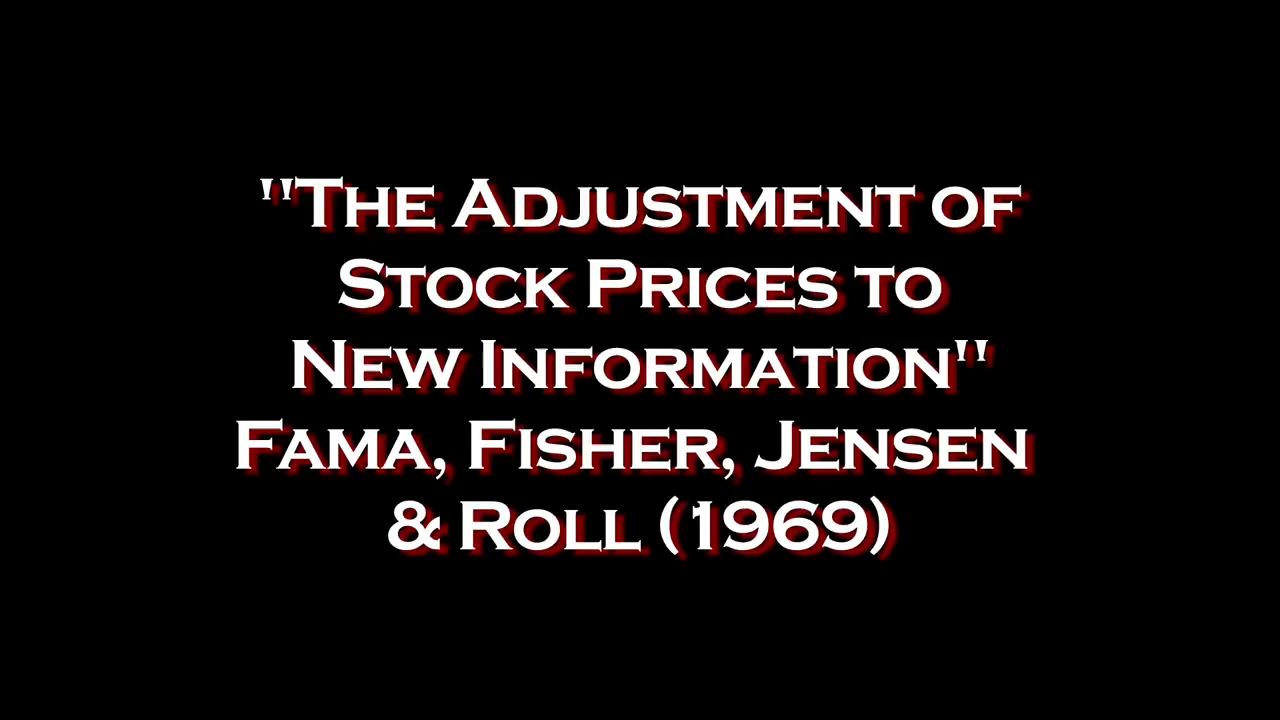 "The Adjustment of
Stock Prices to
New Information"
Fama, Fisher, Jensen
& Roll (1969)